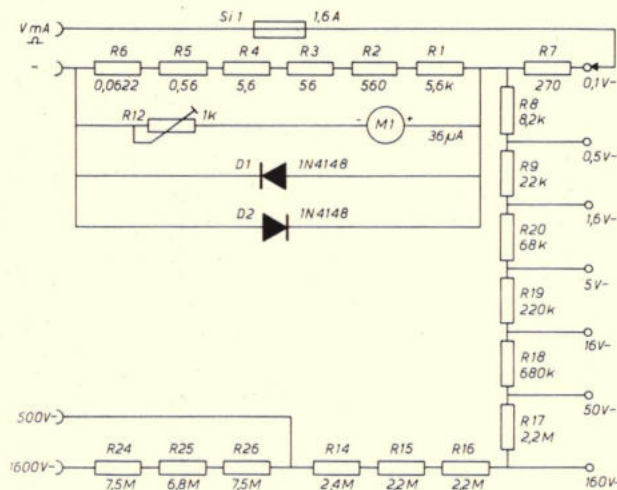 Si 1 1,6A
V mA
Ω
-
R6 R5 R4 R3 R2 R1 R7
0,0622 0,56 5,6 56 560 5,6k 270 0,1V-
R8
8,2k
R12 1k - M1 + 36µA
0,5V-
D1 1N4148
R9
22k
1,6V-
D2 1N4148
R20
68k
5V-
R19
220k
16V-
R18
680k
50V-
500V-
R17
2,2M
R24 R25 R26 R14 R15 R16
1600V- 160V-
7,5M 6,8M 7,5M 2,4M 2,2M 2,2M